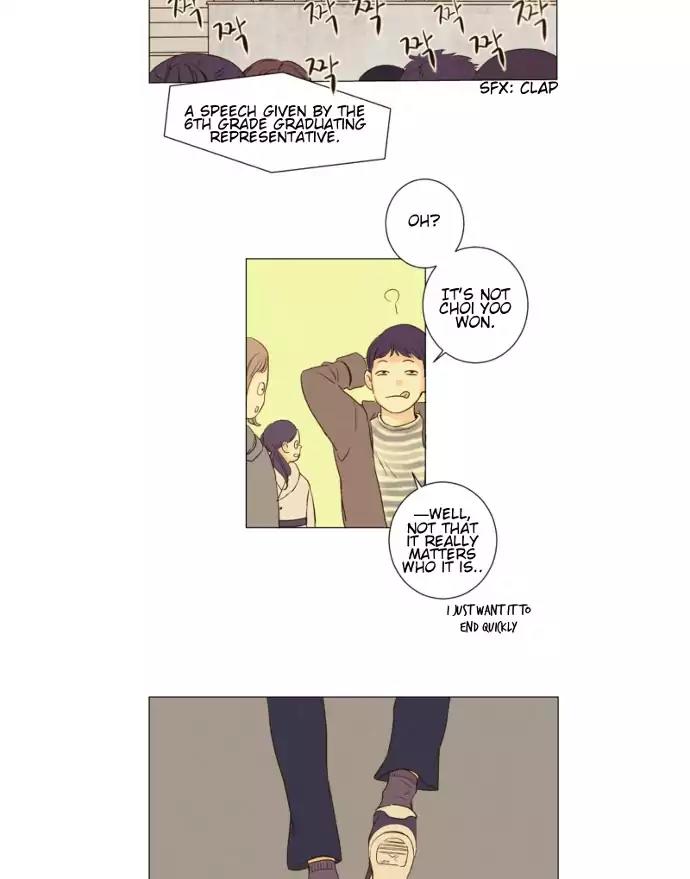 짝 짝 짝 짝
짝 짝 짝 짝
SFX: CLAP
A SPEECH GIVEN BY THE
6TH GRADE GRADUATING
REPRESENTATIVE.
OH?
?
IT'S NOT
CHOI YOO
WON.
—WELL,
NOT THAT
IT REALLY
MATTERS
WHO IT IS..
I JUST WANT IT TO
END QUICKLY